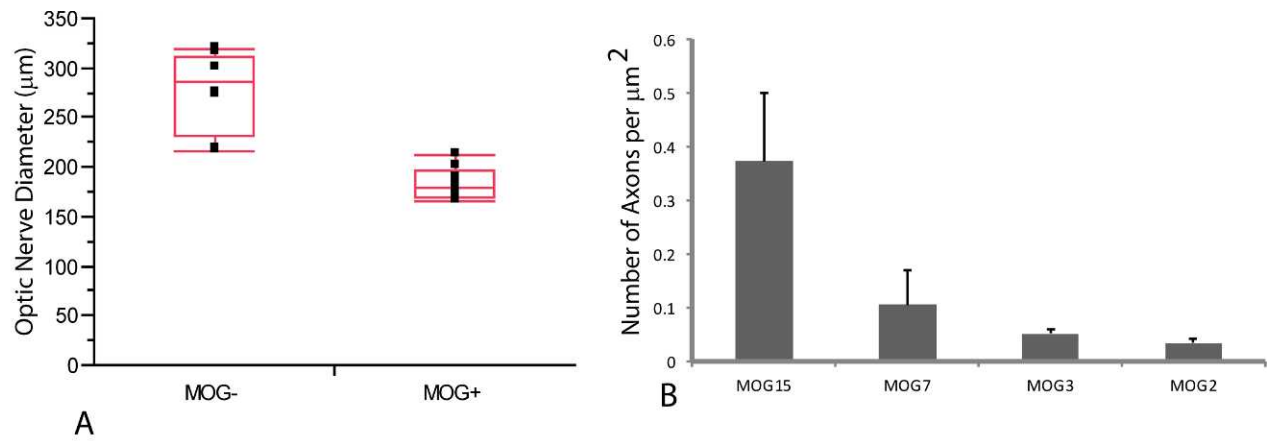 Optic Nerve Diameter (μm)
350
300
250
200
150
100
50
0
MOG-
MOG+
A
Number of Axons per μm2
0.6
0.5
0.4
0.3
0.2
0.1
0
MOG15
MOG7
MOG3
MOG2
B